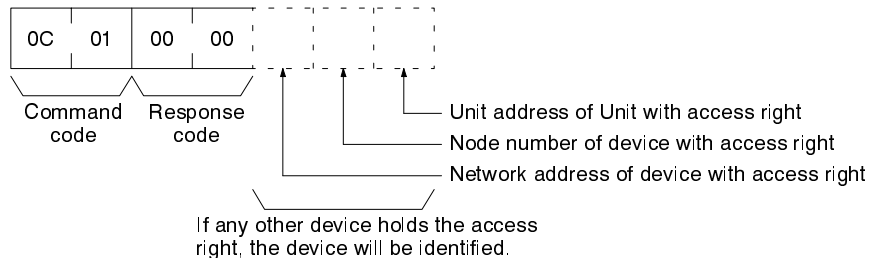 0C 01 00 00
Command code
Response code
Unit address of Unit with access right
Node number of device with access right
Network address of device with access right
If any other device holds the access
right, the device will be identified.